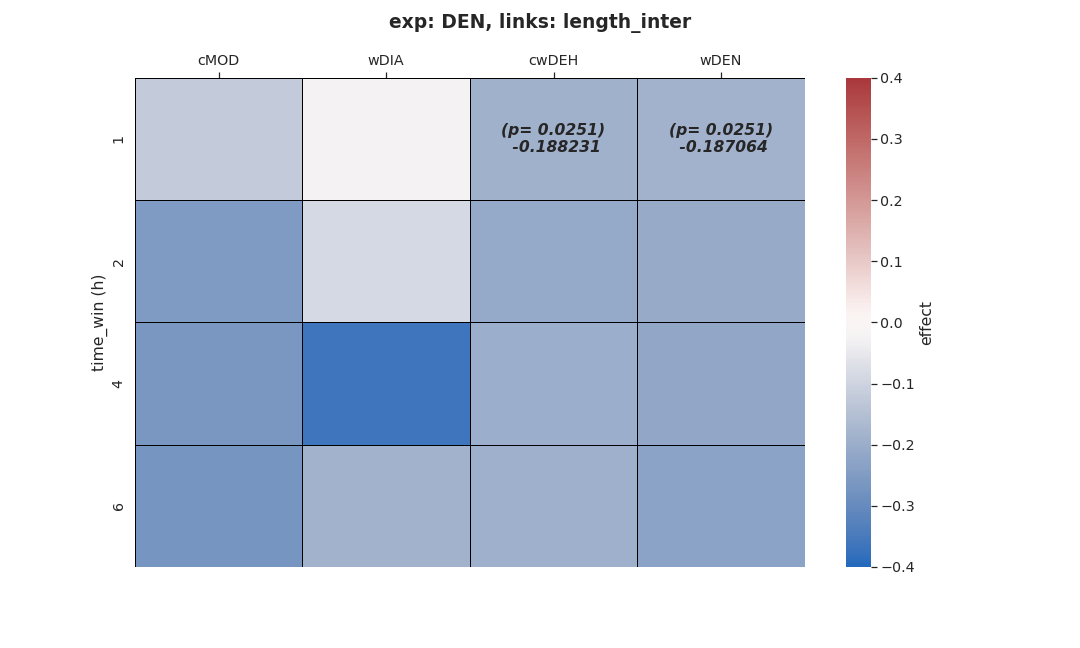 exp: DEN, links: length_inter
cMOD wDIA cwDEH wDEN
time_win (h)
1
(p= 0.0251)
-0.188231
(p= 0.0251)
-0.187064
2
4
6
0.4
0.3
0.2
0.1
0.0
−0.1
−0.2
−0.3
−0.4
effect